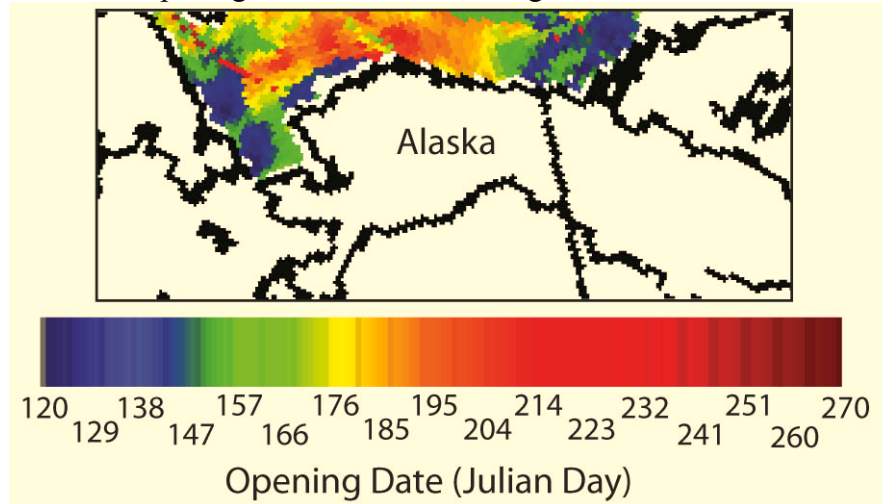 Alaska
120 138 157 176 195 214 232 251 270
129 147 166 185 204 223 241 260
Opening Date (Julian Day)